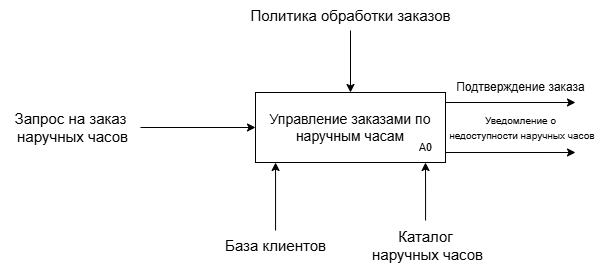 Политика обработки заказов
Подтверждение заказа
Запрос на заказ
наручных часов
Управление заказами по
наручным часам
A0
Уведомление о
недоступности наручных часов
База клиентов
Каталог
наручных часов